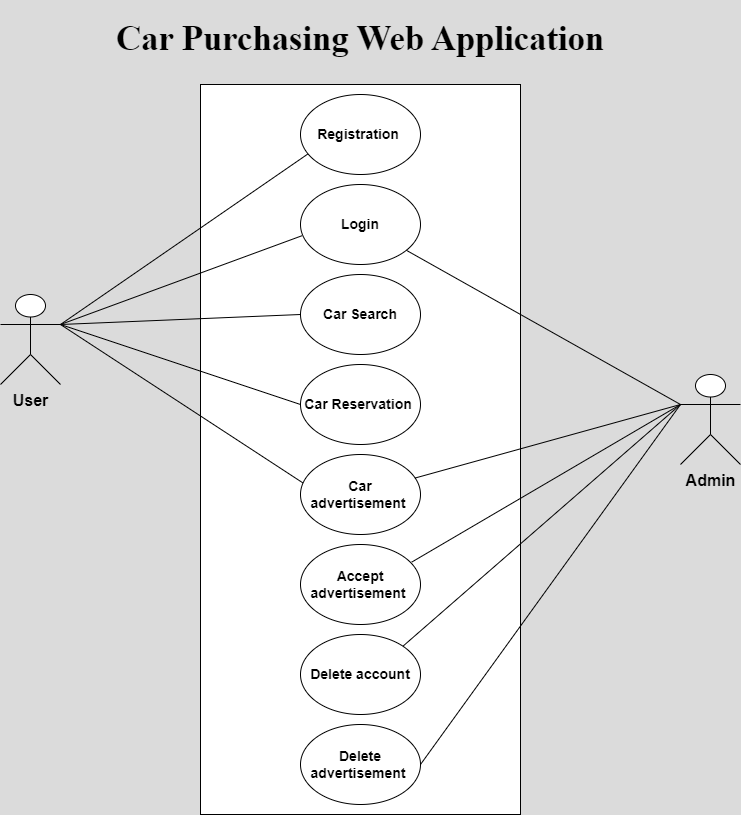 Car Purchasing Web Application
Registration
Login
Car Search
Car Reservation
Car
advertisement
Accept
advertisement
Delete account
Delete
advertisement
User
Admin